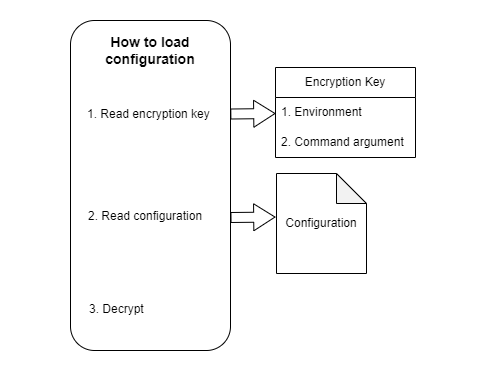 How to load
configuration
1. Read encryption key
Encryption Key
1. Environment
2. Command argument
2. Read configuration
Configuration
3. Decrypt